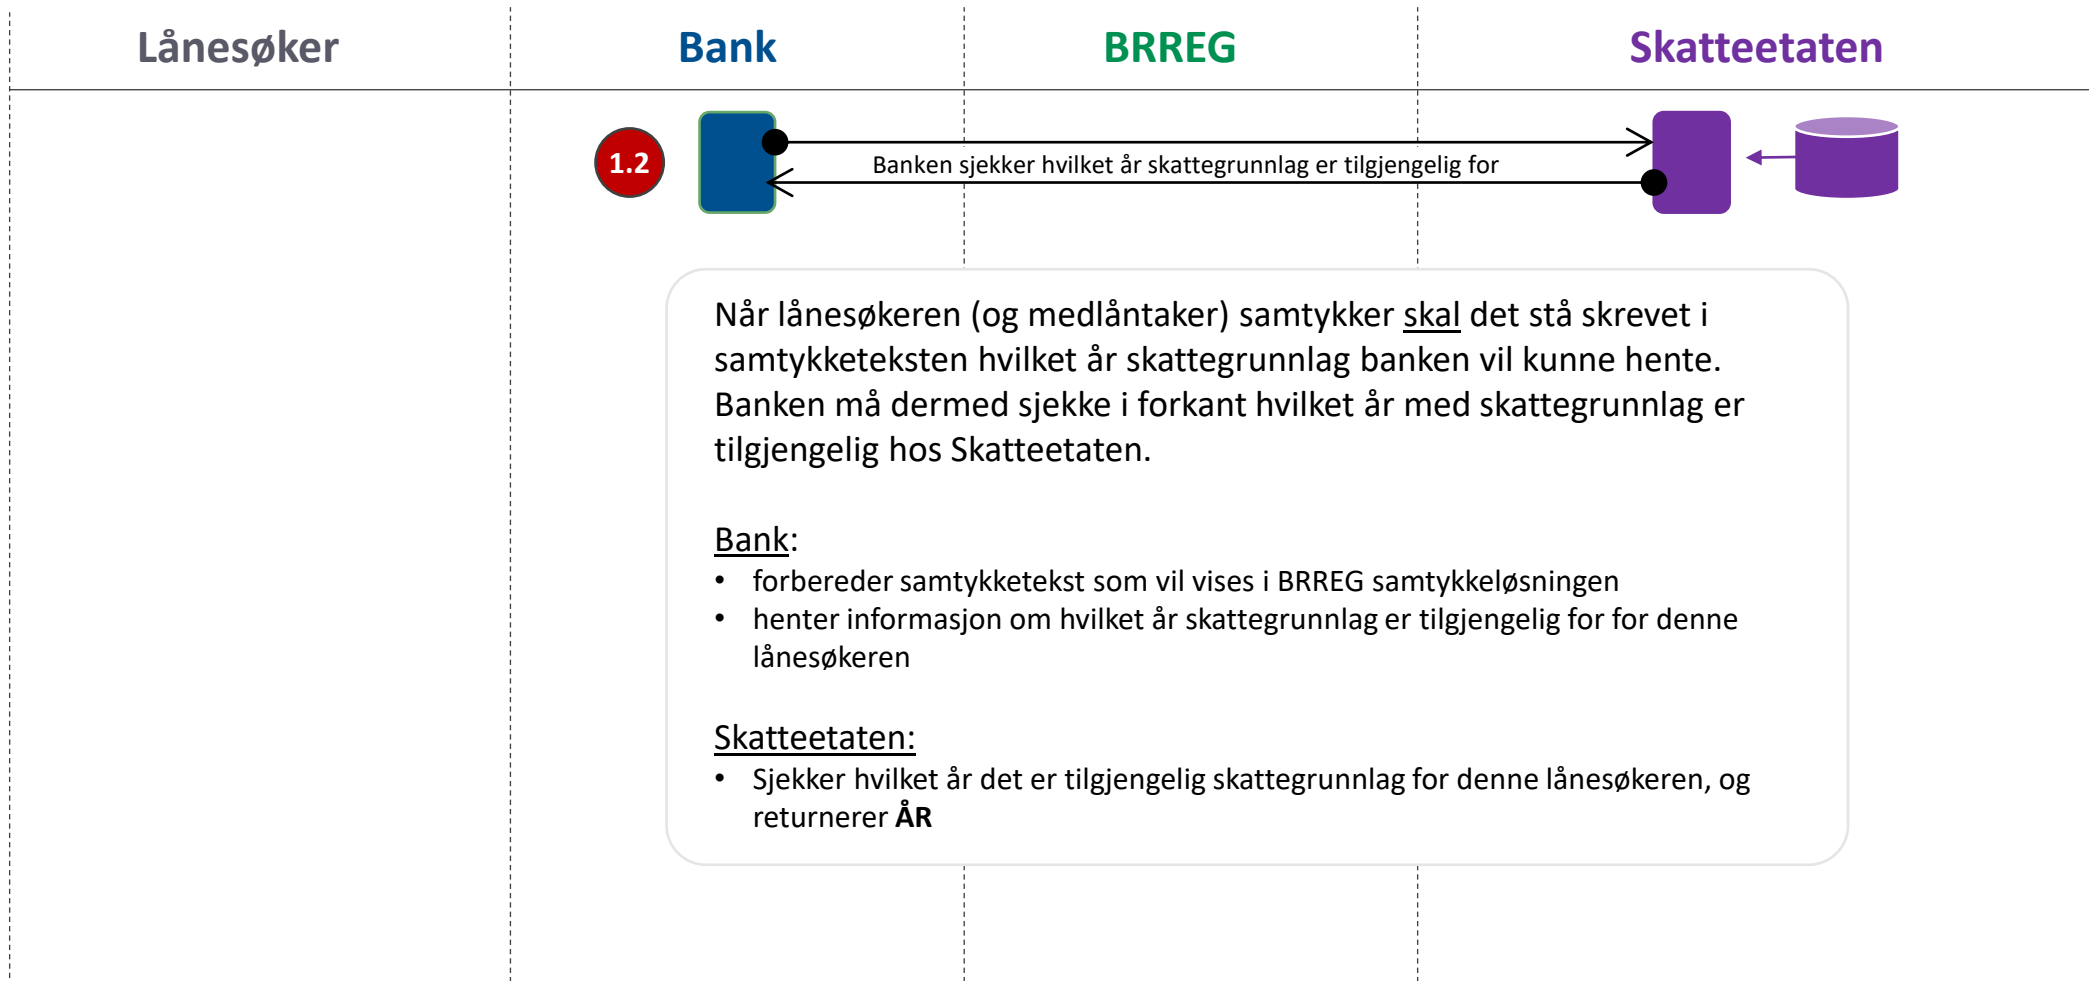 Lånesøker
Bank
BRREG
Skatteetaten
1.2
Banken sjekker hvilket år skattegrunnlag er tilgjengelig for
Når lånesøkeren (og medlåntaker) samtykker skal det stå skrevet i
samtykketeksten hvilket år skattegrunnlag banken vil kunne hente.
Banken må dermed sjekke i forkant hvilket år med skattegrunnlag er
tilgjengelig hos Skatteetaten.
Bank:
• forbereder samtykketekst som vil vises i BRREG samtykkeløsningen
• henter informasjon om hvilket år skattegrunnlag er tilgjengelig for for denne
lånesøkeren
Skatteetaten:
• Sjekker hvilket år det er tilgjengelig skattegrunnlag for denne lånesøkeren, og
returnerer ÅR